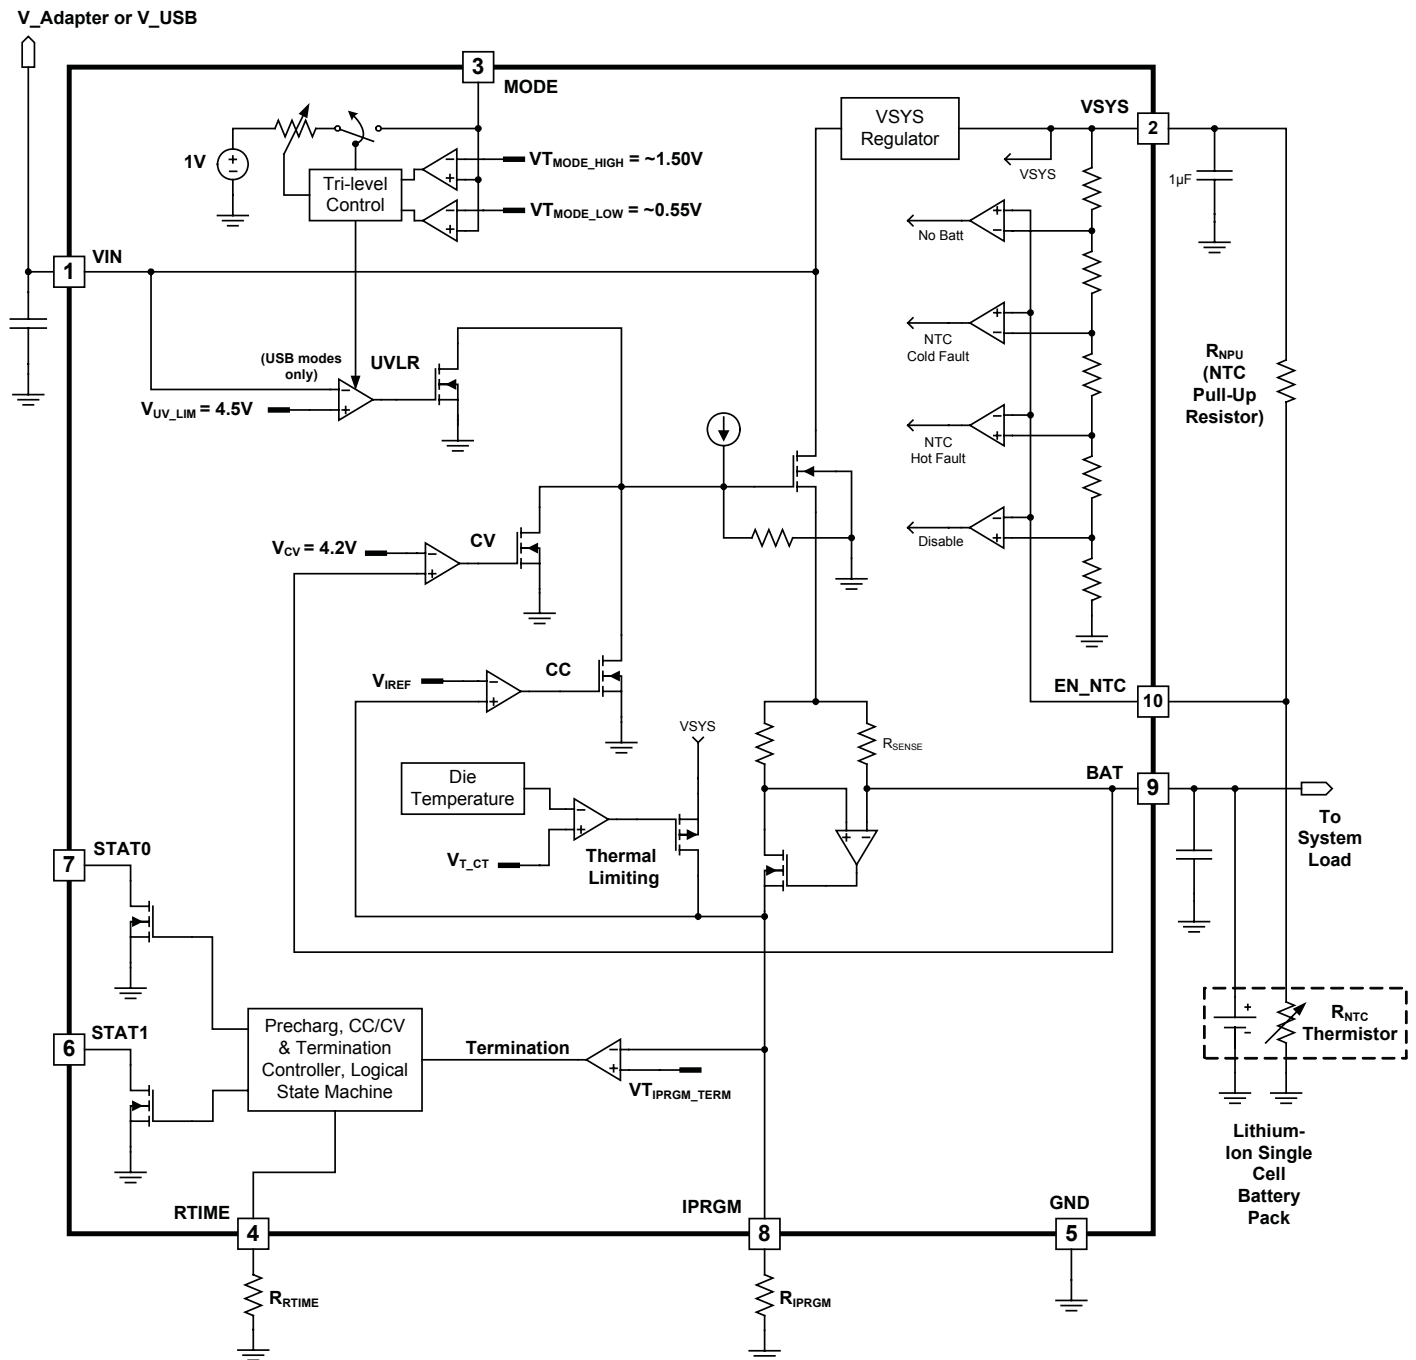 V_Adapter or V_USB
3
MODE
VSYS
VSYS
Regulator
2
1V
VT_MODE_HIGH = ~1.50V
VSYS
1µF
Tri-level
Control
VT_MODE_LOW = ~0.55V
+
−
No Batt
VIN
1
(USB modes
only)
UVLR
NTC
Cold Fault
R_NPU
(NTC
Pull-Up
Resistor)
V_UV_LIM = 4.5V
NTC
Hot Fault
V_CV = 4.2V
CV
Disable
V_IREF
CC
EN_NTC
10
VSYS
R_SENSE
Die
Temperature
BAT
9
To
System
Load
V_T_CT
Thermal
Limiting
7
STAT0
6
STAT1
Precharg, CC/CV
& Termination
Controller, Logical
State Machine
Termination
VT_IPRGM_TERM
R_NTC
Thermistor
Lithium-
Ion Single
Cell
Battery
Pack
RTIME
4
IPRGM
8
GND
5
R_RTIME
R_IPRGM